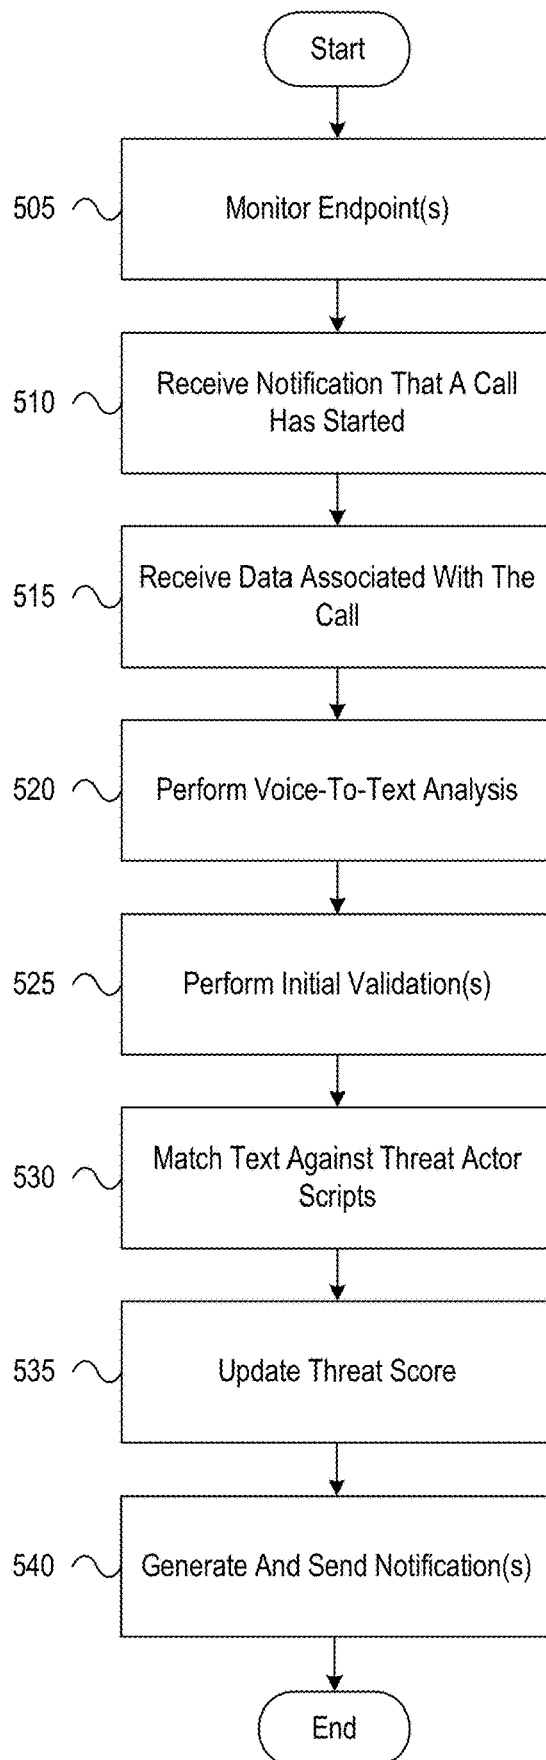 Start
505
Monitor Endpoint(s)
510
Receive Notification That A Call
Has Started
515
Receive Data Associated With The
Call
520
Perform Voice-To-Text Analysis
525
Perform Initial Validation(s)
530
Match Text Against Threat Actor
Scripts
535
Update Threat Score
540
Generate And Send Notification(s)
End